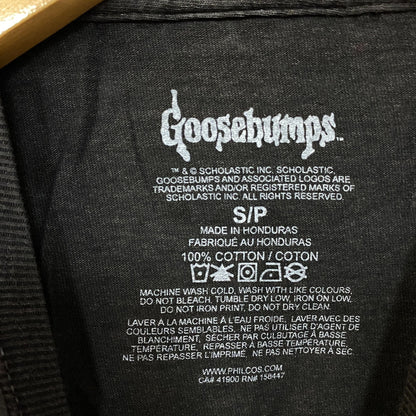 Goosebumps™
™ & © SCHOLASTIC INC. SCHOLASTIC,
GOOSEBUMPS AND ASSOCIATED LOGOS ARE
TRADEMARKS AND/OR REGISTERED MARKS OF
SCHOLASTIC INC. ALL RIGHTS RESERVED.
S/P
MADE IN HONDURAS
FABRIQUÉ AU HONDURAS
100% COTTON / COTON
MACHINE WASH COLD, WASH WITH LIKE COLOURS,
DO NOT BLEACH, TUMBLE DRY LOW, IRON ON LOW,
DO NOT IRON PRINT, DO NOT DRY CLEAN.
LAVER À LA MACHINE À L'EAU FROIDE, LAVER AVEC DES
COULEURS SEMBLABLES, NE PAS UTILISER D'AGENT DE
BLANCHIMENT, SÉCHER PAR CULBUTAGE À BASSE
TEMPÉRATURE, REPASSER À BASSE TEMPÉRATURE,
NE PAS REPASSER L'IMPRIMÉ, NE PAS NETTOYER À SEC.
WWW.PHILCOS.COM
CA# 41900 RN# 158447